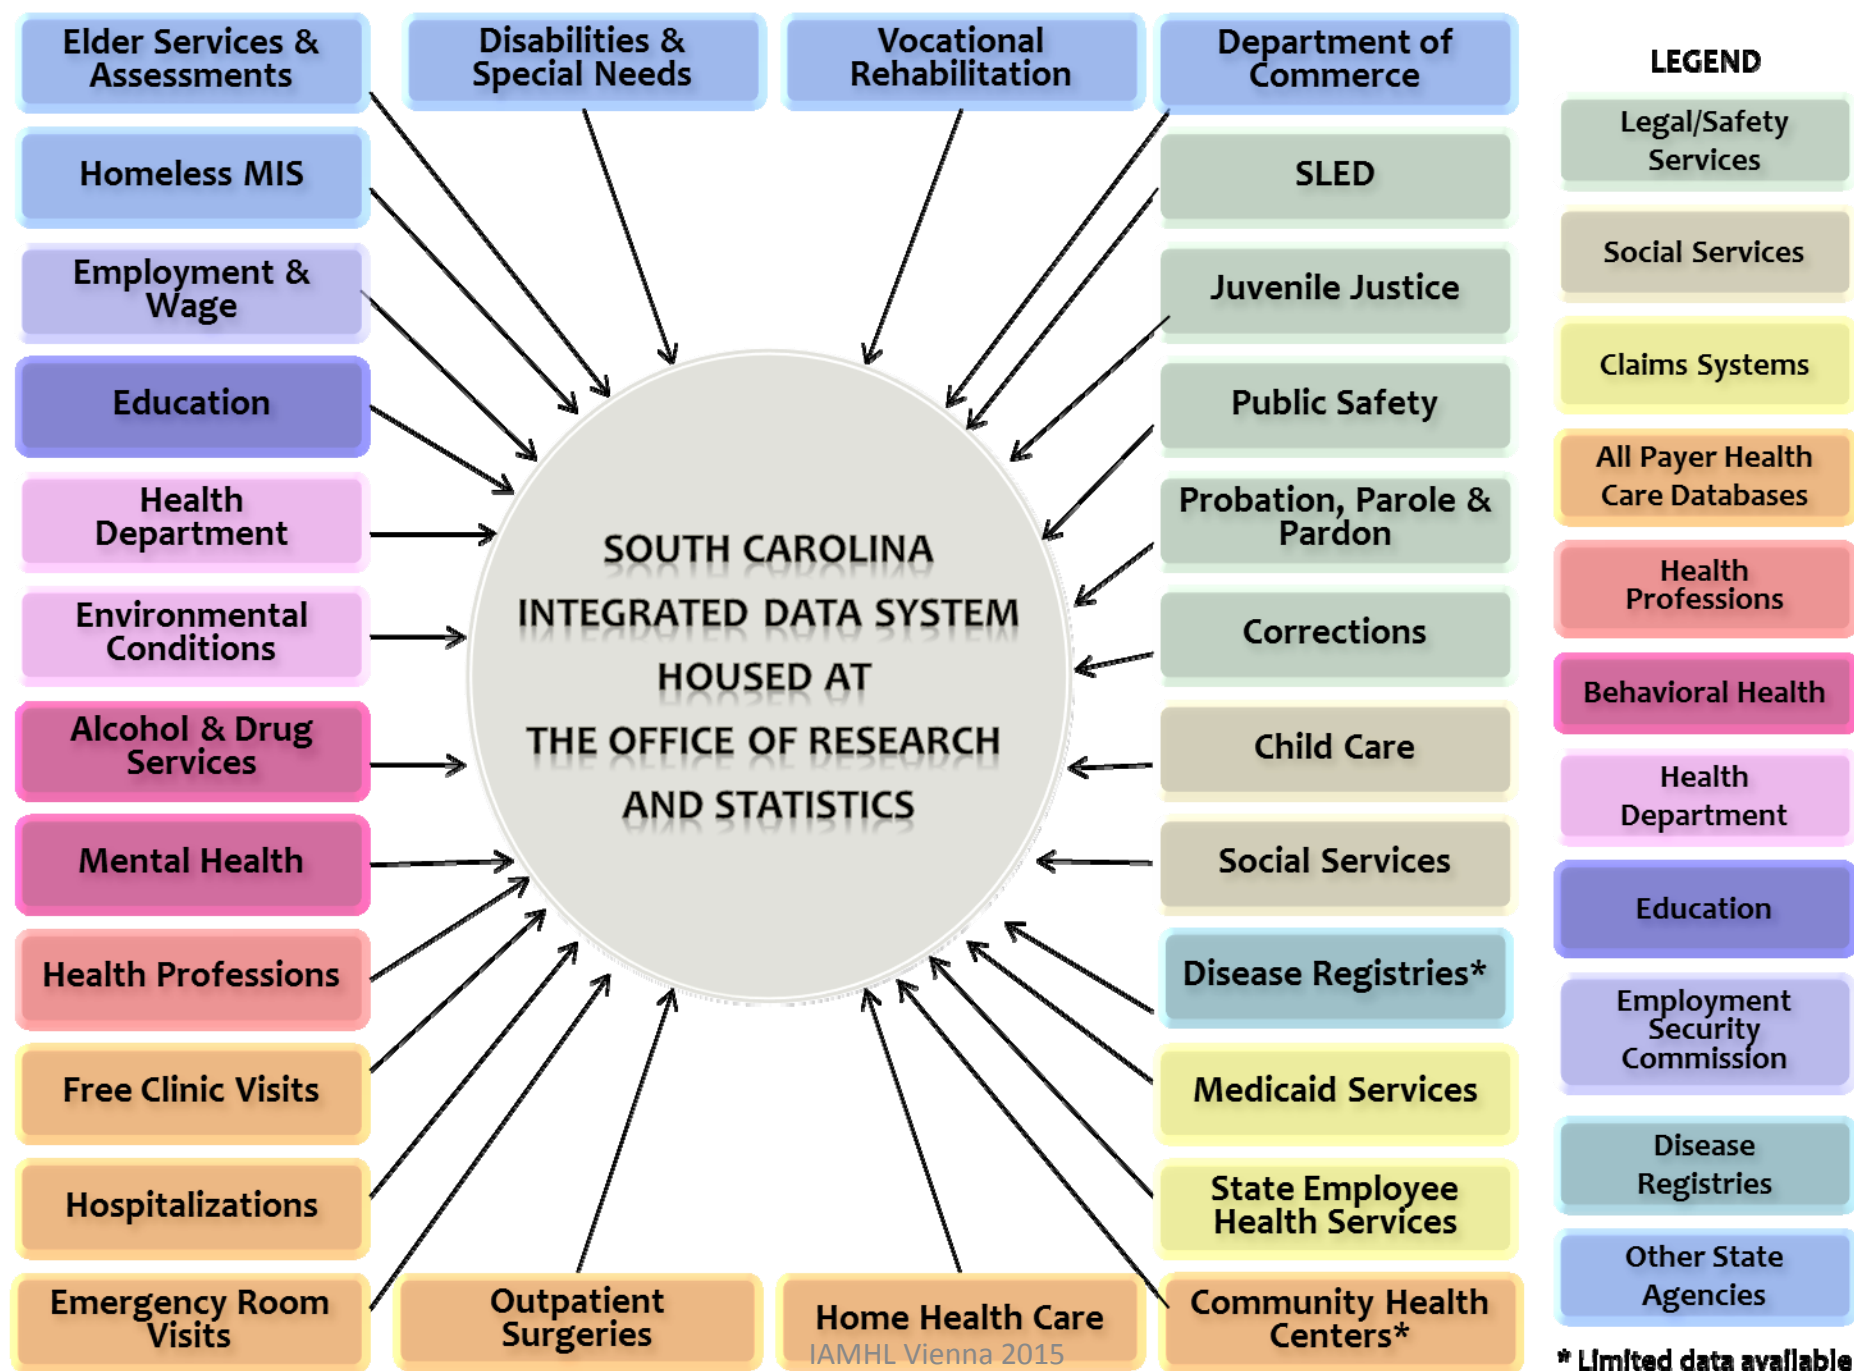 Elder Services &
Assessments
Disabilities &
Special Needs
Vocational
Rehabilitation
Department of
Commerce
Homeless MIS
Employment &
Wage
Education
Health
Department
Environmental
Conditions
Alcohol & Drug
Services
Mental Health
Health Professions
Free Clinic Visits
Hospitalizations
Emergency Room
Visits
Outpatient
Surgeries
Home Health Care
IAMHL Vienna 2015
Community Health
Centers*
SOUTH CAROLINA
INTEGRATED DATA SYSTEM
HOUSED AT
THE OFFICE OF RESEARCH
AND STATISTICS
SLED
Juvenile Justice
Public Safety
Probation, Parole &
Pardon
Corrections
Child Care
Social Services
Disease Registries*
Medicaid Services
State Employee
Health Services
LEGEND
Legal/Safety
Services
Social Services
Claims Systems
All Payer Health
Care Databases
Health
Professions
Behavioral Health
Health
Department
Education
Employment
Security
Commission
Disease
Registries
Other State
Agencies
* Limited data available